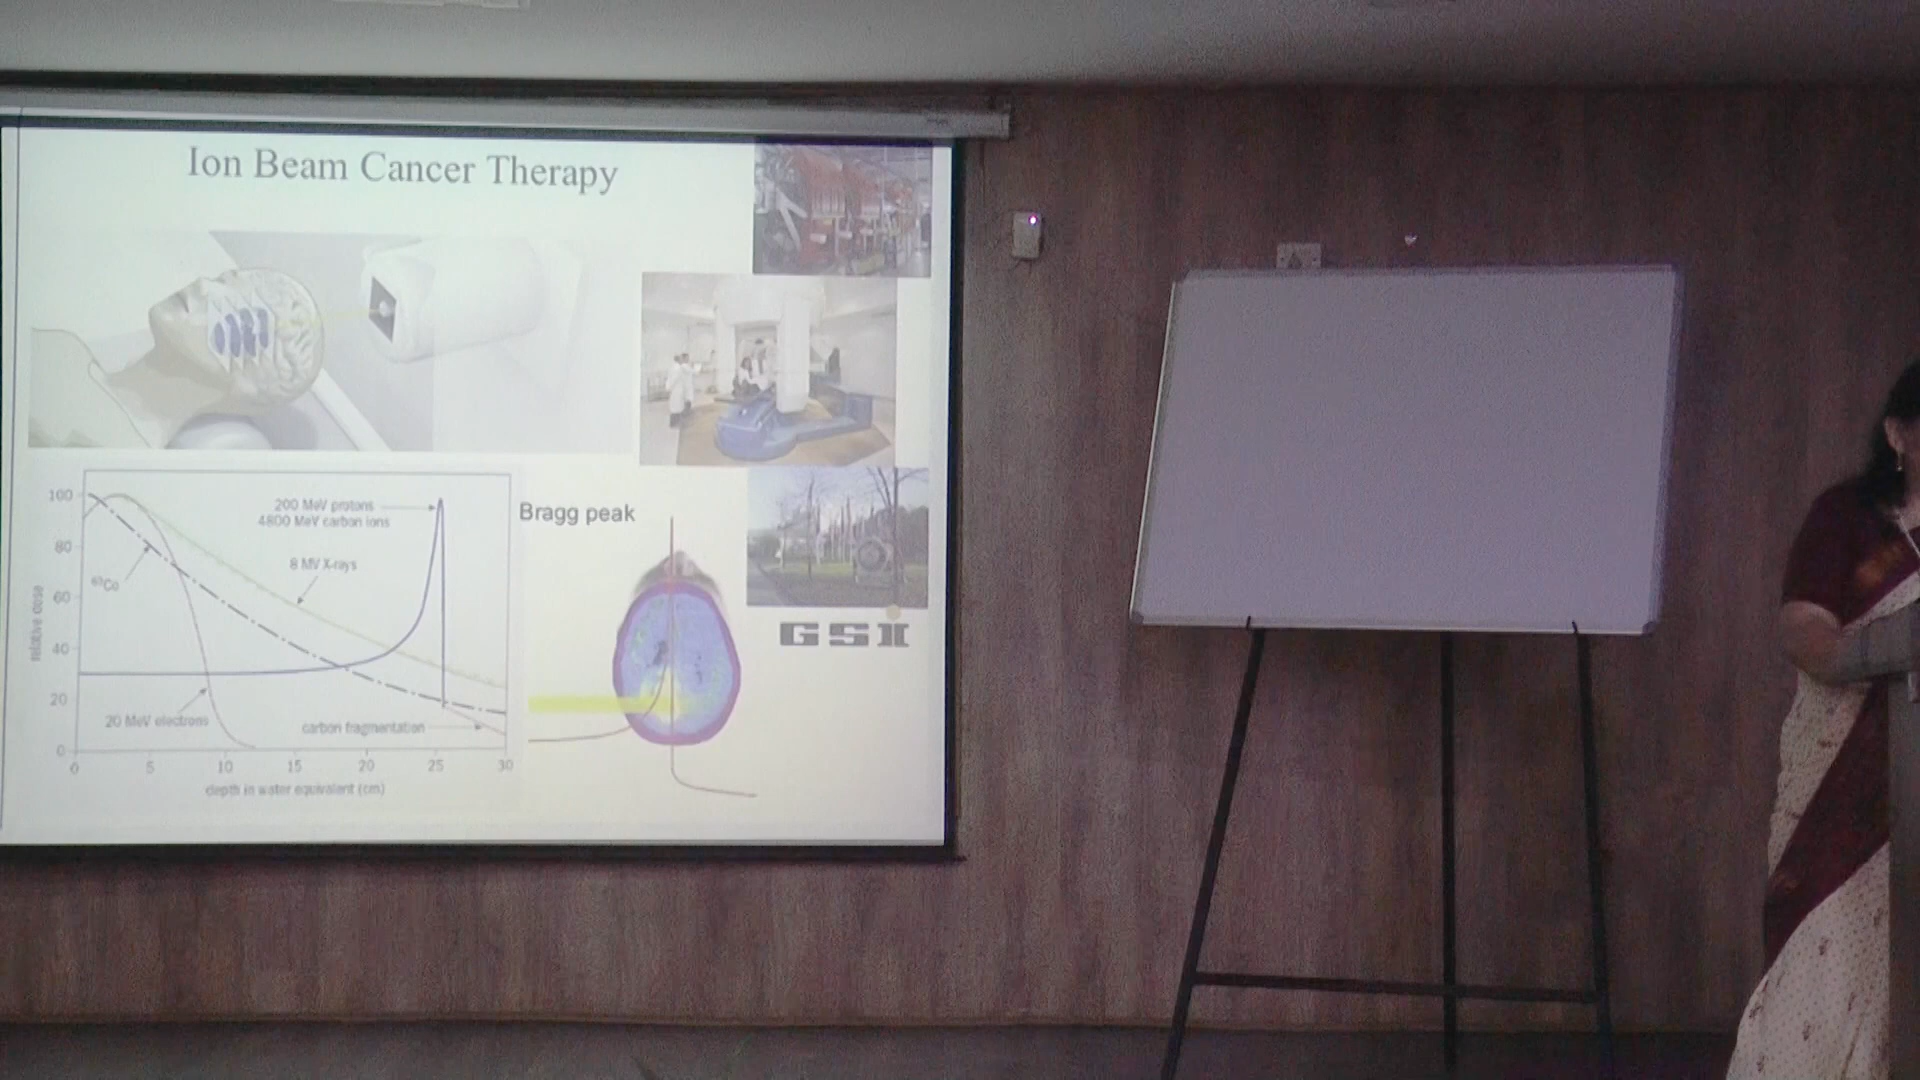 Ion Beam Cancer Therapy
Bragg peak
200 MeV protons
4800 MeV carbon ions
8 MV X-rays
20 MeV electrons
carbon fragmentation
relative dose
100
80
60
40
20
0
0 5 10 15 20 25 30
depth in water equivalent (cm)
GSI